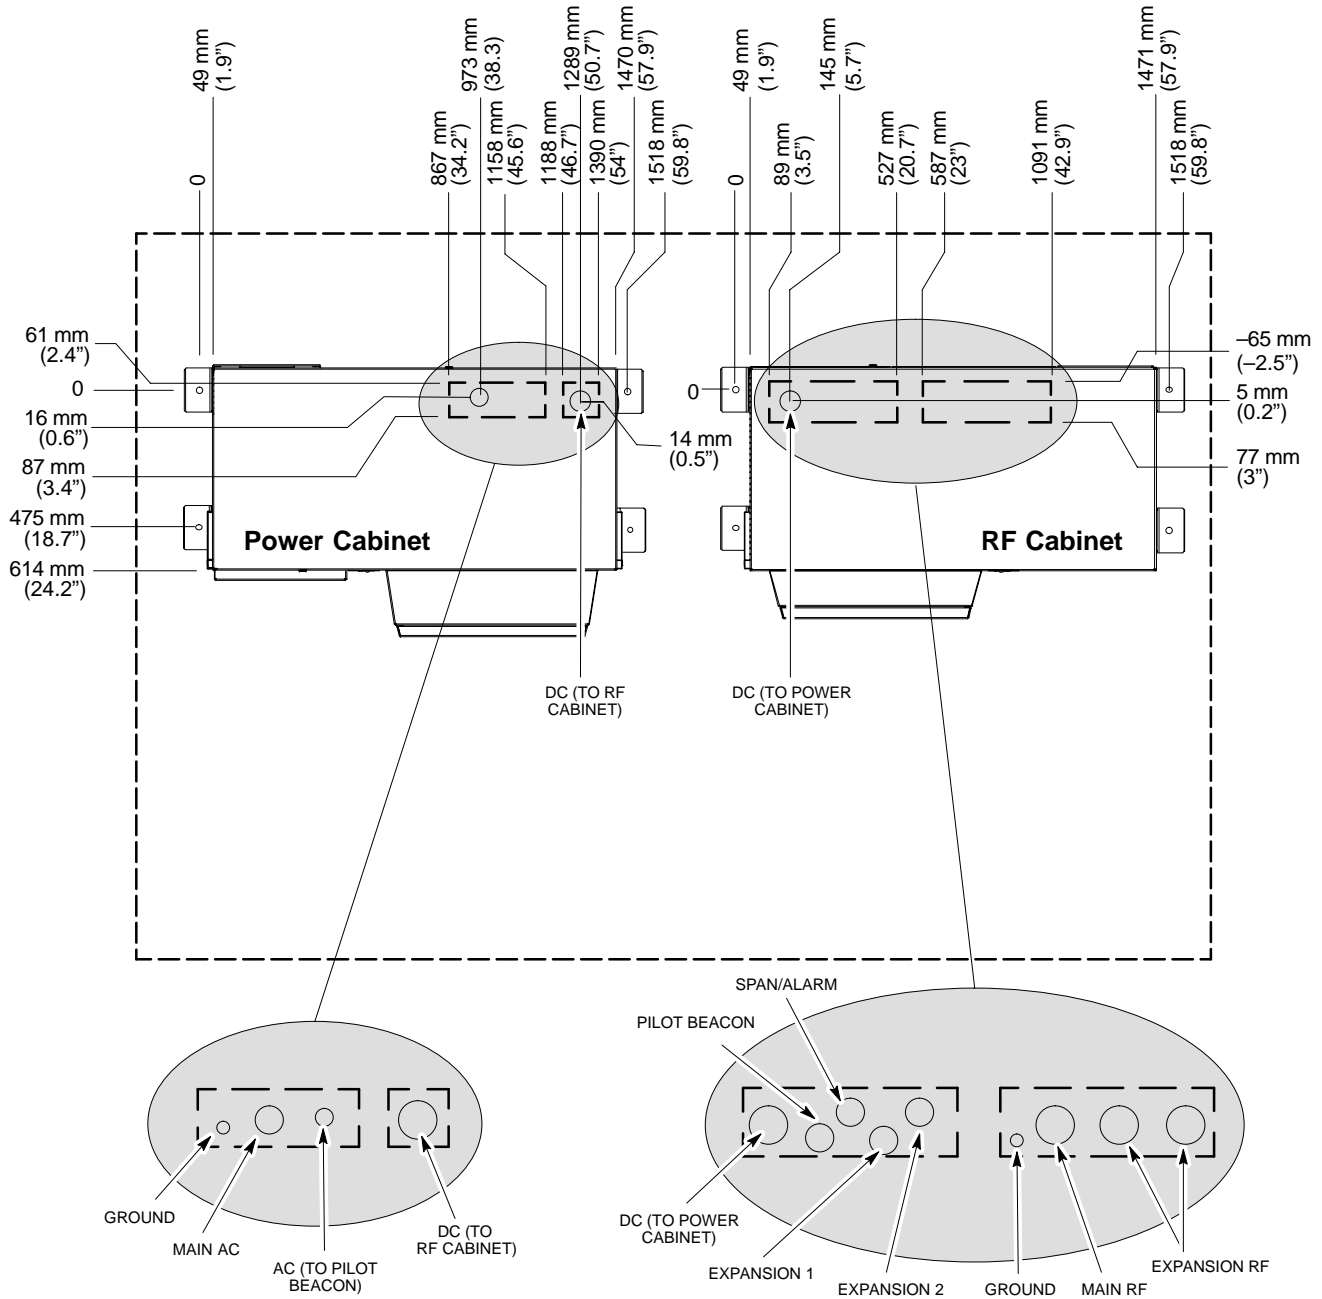 49 mm
(1.9”)
973 mm
(38.3)
1289 mm
(50.7”)
1470 mm
(57.9”)
49 mm
(1.9”)
145 mm
(5.7”)
1471 mm
(57.9”)
0
867 mm
(34.2”)
1158 mm
(45.6”)
1188 mm
(46.7”)
1390 mm
(54”)
1518 mm
(59.8”)
0
89 mm
(3.5”)
527 mm
(20.7”)
587 mm
(23”)
1091 mm
(42.9”)
1518 mm
(59.8”)
61 mm
(2.4”)
0
16 mm
(0.6”)
87 mm
(3.4”)
475 mm
(18.7”)
614 mm
(24.2”)
14 mm
(0.5”)
0
–65 mm
(–2.5”)
5 mm
(0.2”)
77 mm
(3”)
Power Cabinet
RF Cabinet
DC (TO RF
CABINET)
DC (TO POWER
CABINET)
SPAN/ALARM
PILOT BEACON
GROUND
MAIN AC
AC (TO PILOT
BEACON)
DC (TO
RF CABINET)
DC (TO POWER
CABINET)
EXPANSION 1
EXPANSION 2
GROUND
MAIN RF
EXPANSION RF